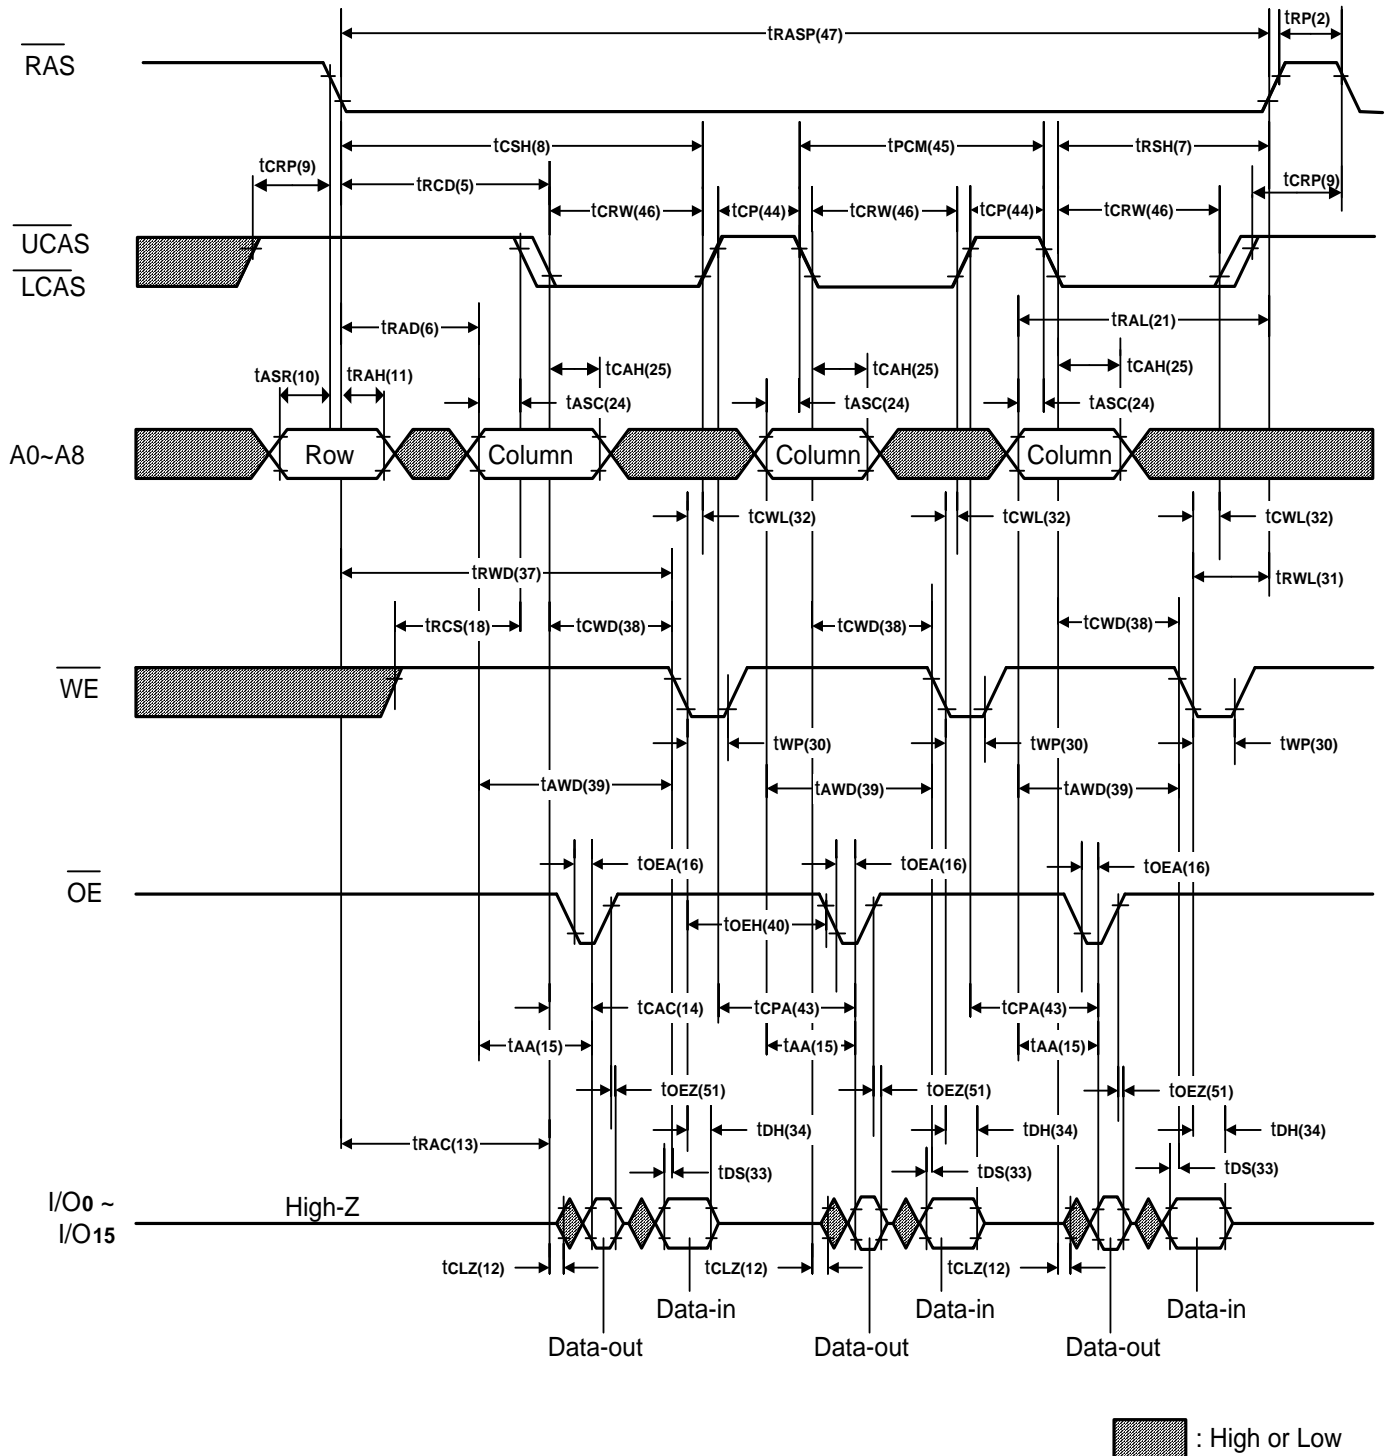 tRP(2)
tRASP(47)
RAS
tCSH(8) tPCM(45) tRSH(7)
tCRP(9) tRCD(5) tCRP(9)
tCRW(46) tCP(44) tCRW(46) tCP(44) tCRW(46)
UCAS
LCAS
tRAD(6) tRAL(21)
tCAH(25) tCAH(25) tCAH(25)
tASR(10) tRAH(11) tASC(24) tASC(24) tASC(24)
A0~A8 Row Column Column Column
tCWL(32) tCWL(32) tCWL(32)
tRWD(37) tRWL(31)
tRCS(18) tCWD(38) tCWD(38) tCWD(38)
WE
tWP(30) tWP(30) tWP(30)
tAWD(39) tAWD(39) tAWD(39)
tOEA(16) tOEA(16) tOEA(16)
OE
tOEH(40)
tCAC(14) tCPA(43) tCPA(43)
tAA(15) tAA(15) tAA(15)
tOEZ(51) tOEZ(51) tOEZ(51)
tRAC(13) tDH(34) tDH(34) tDH(34)
tDS(33) tDS(33) tDS(33)
I/O0 ~ High-Z
I/O15
tCLZ(12) tCLZ(12) tCLZ(12)
Data-in Data-in Data-in
Data-out Data-out Data-out
: High or Low